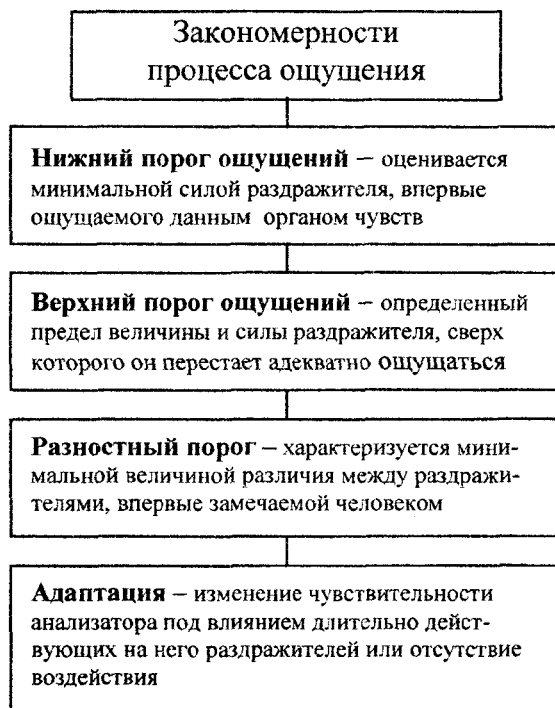 Закономерности
процесса ощущения
Нижний порог ощущений – оценивается
минимальной силой раздражителя, впервые
ощущаемого данным органом чувств
Верхний порог ощущений – определенный
предел величины и силы раздражителя, сверх
которого он перестает адекватно ощущаться
Разностный порог – характеризуется мини-
мальной величиной различия между раздражи-
телями, впервые замечаемой человеком
Адаптация – изменение чувствительности
анализатора под влиянием длительно дейст-
вующих на него раздражителей или отсутствие
воздействия